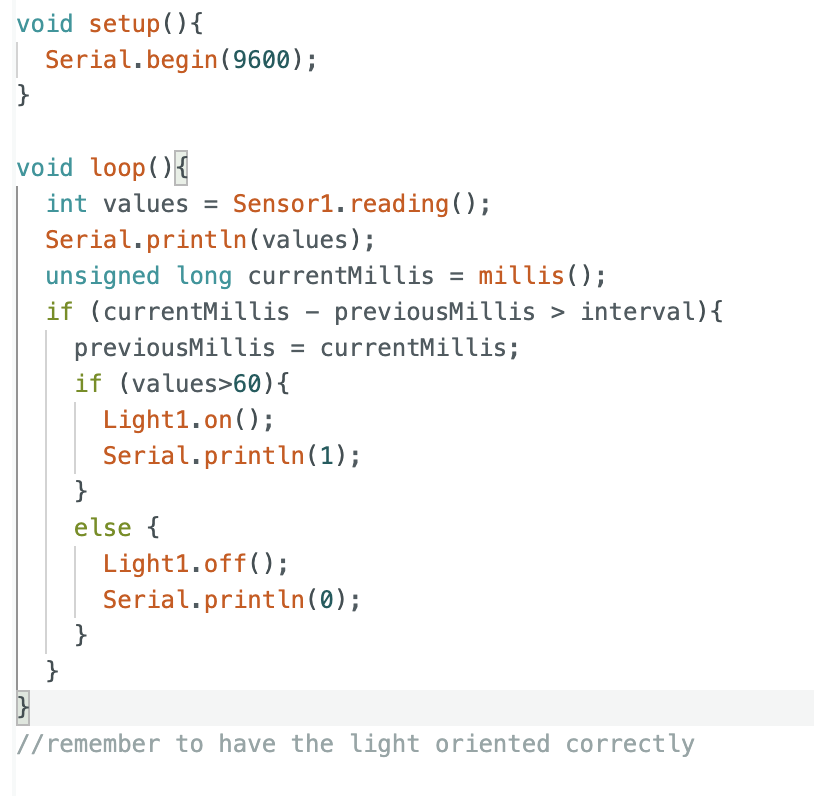 void setup(){
  Serial.begin(9600);
}

void loop(){
  int values = Sensor1.reading();
  Serial.println(values);
  unsigned long currentMillis = millis();
  if (currentMillis – previousMillis > interval){
    previousMillis = currentMillis;
    if (values>60){
      Light1.on();
      Serial.println(1);
    }
    else {
      Light1.off();
      Serial.println(0);
    }
  }
}
//remember to have the light oriented correctly